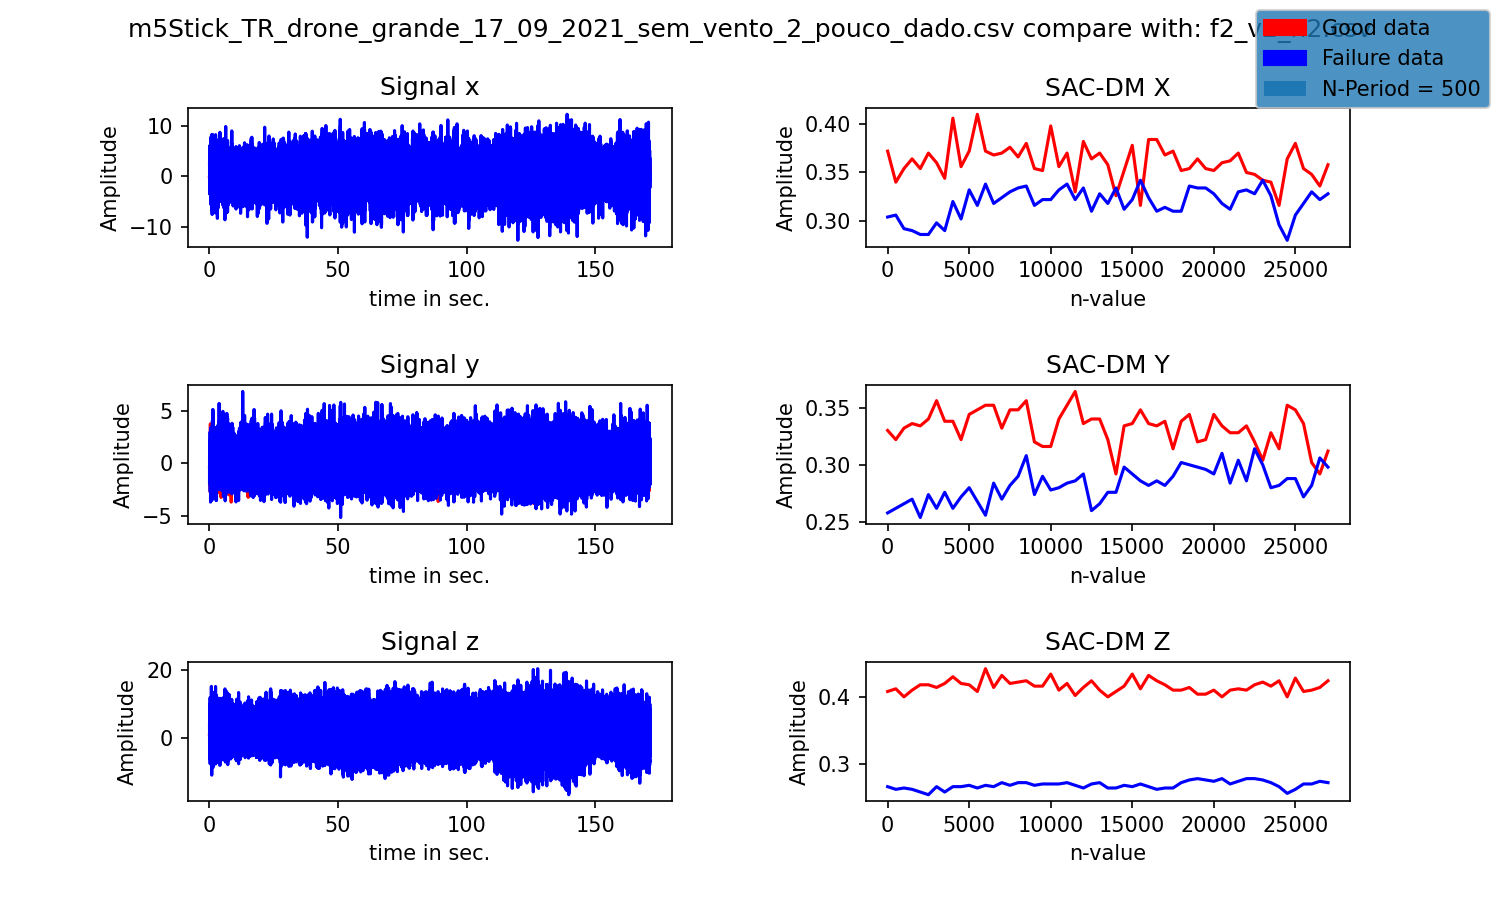 m5Stick_TR_drone_grande_17_09_2021_sem_vento_2_pouco_dado.csv compare with:
Good data
Failure data
N-Period = 500
Signal x
Amplitude
10
0
−10
0 50 100 150
time in sec.
SAC-DM X
Amplitude
0.40
0.35
0.30
0 5000 10000 15000 20000 25000
n-value
Signal y
Amplitude
5
0
−5
0 50 100 150
time in sec.
SAC-DM Y
Amplitude
0.35
0.30
0.25
0 5000 10000 15000 20000 25000
n-value
Signal z
Amplitude
20
0
0 50 100 150
time in sec.
SAC-DM Z
Amplitude
0.4
0.3
0 5000 10000 15000 20000 25000
n-value